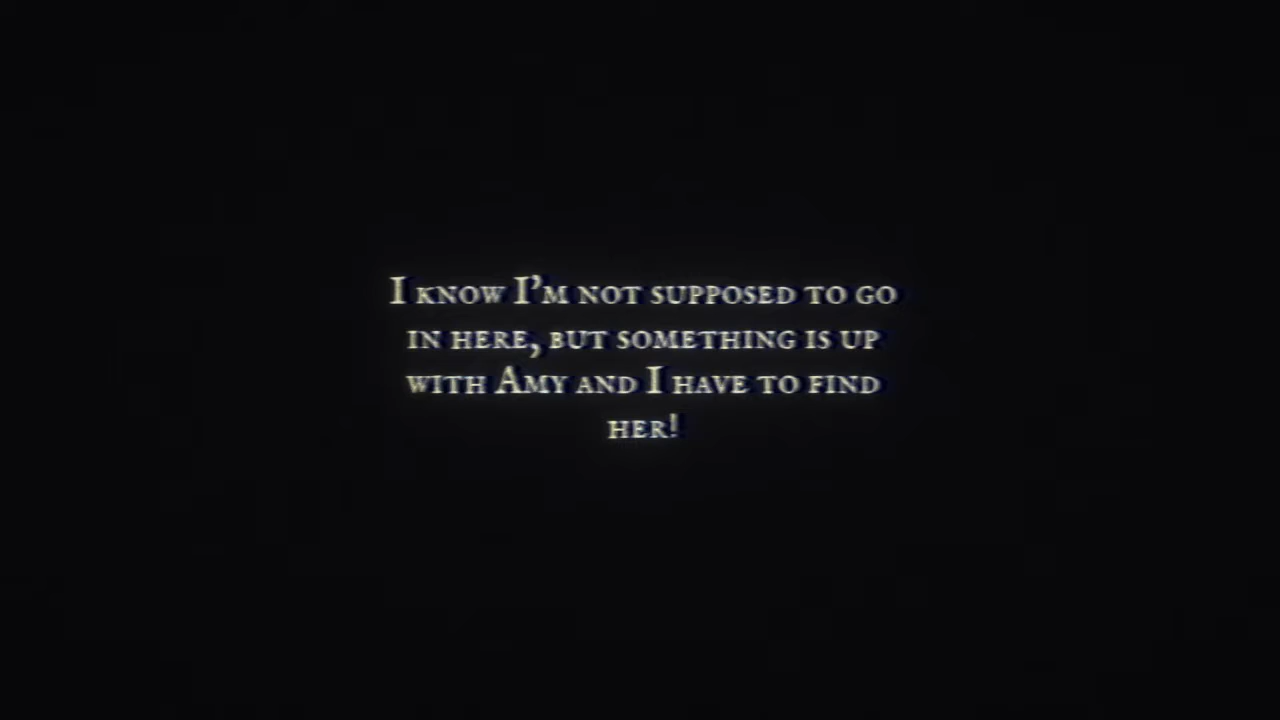 I know I'm not supposed to go
in here, but something is up
with Amy and I have to find
her!